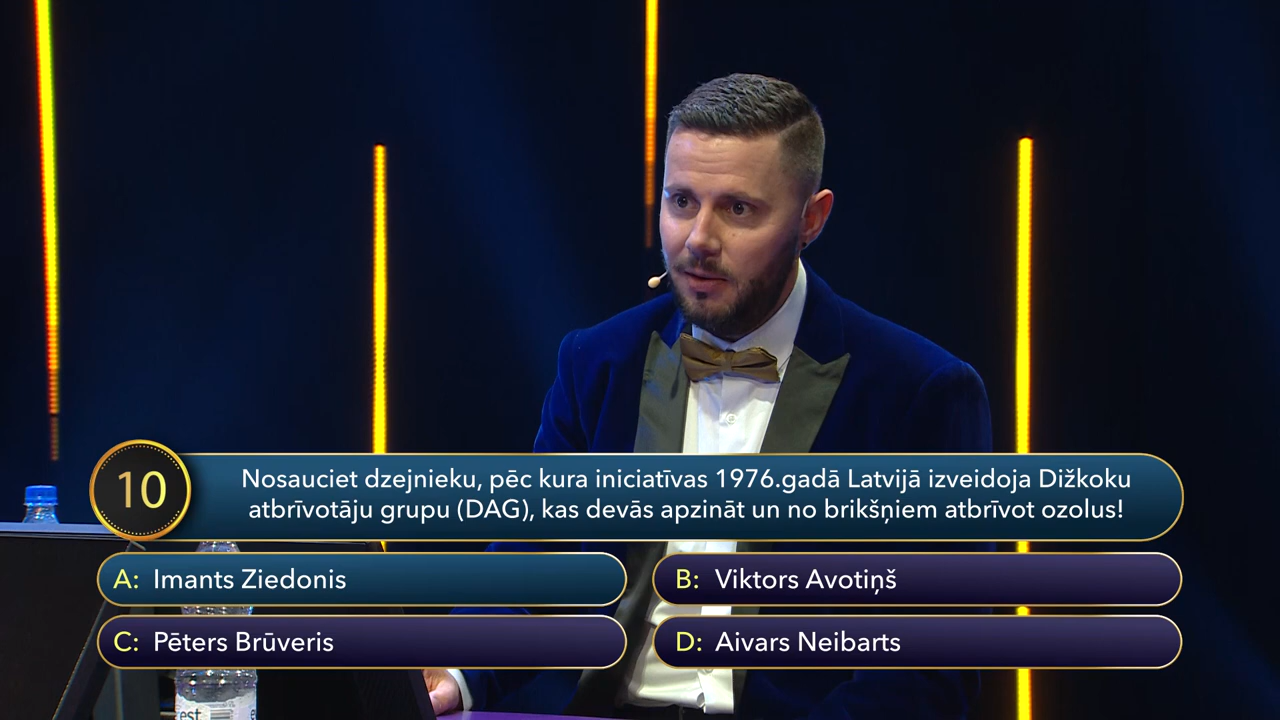 10
Nosauciet dzejnieku, pēc kura iniciatīvas 1976.gadā Latvijā izveidoja Dižkoku
atbrīvotāju grupu (DAG), kas devās apzināt un no brikšņiem atbrīvot ozolus!
A: Imants Ziedonis
B: Viktors Avotiņš
C: Pēters Brūveris
D: Aivars Neibarts